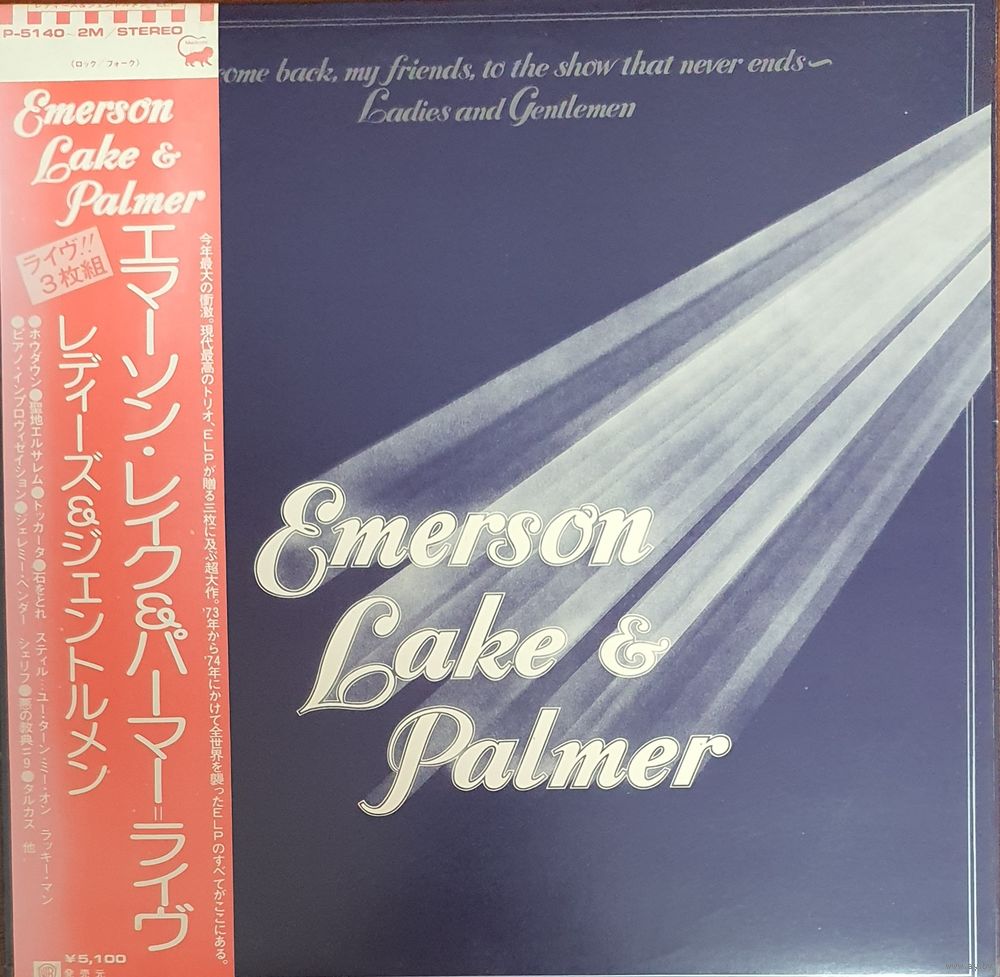 P-5140~2M/STEREO
(ロック/フォーク)
Emerson
Lake &
Palmer
ライヴ!!
3枚組
エマーソン・レイク&パーマー=ライヴ
レディーズ&ジェントルメン
今年最大の衝激。現代最高のトリオ、ELPが贈る三枚に及ぶ超大作。'73年から'74年にかけて全世界を襲ったELPのすべてがここにある。
●ホウダウン●聖地エルサレム●トッカータ●石をとれ スティル…ユー・ターン・ミー・オン ラッキー・マン
●ピアノ・インプロヴィゼイション●ジェレミー・ベンダー シェリフ●悪の教典#9●タルカス 他
¥5,100
発売元
come back, my friends, to the show that never ends~
Ladies and Gentlemen
Emerson
Lake &
Palmer